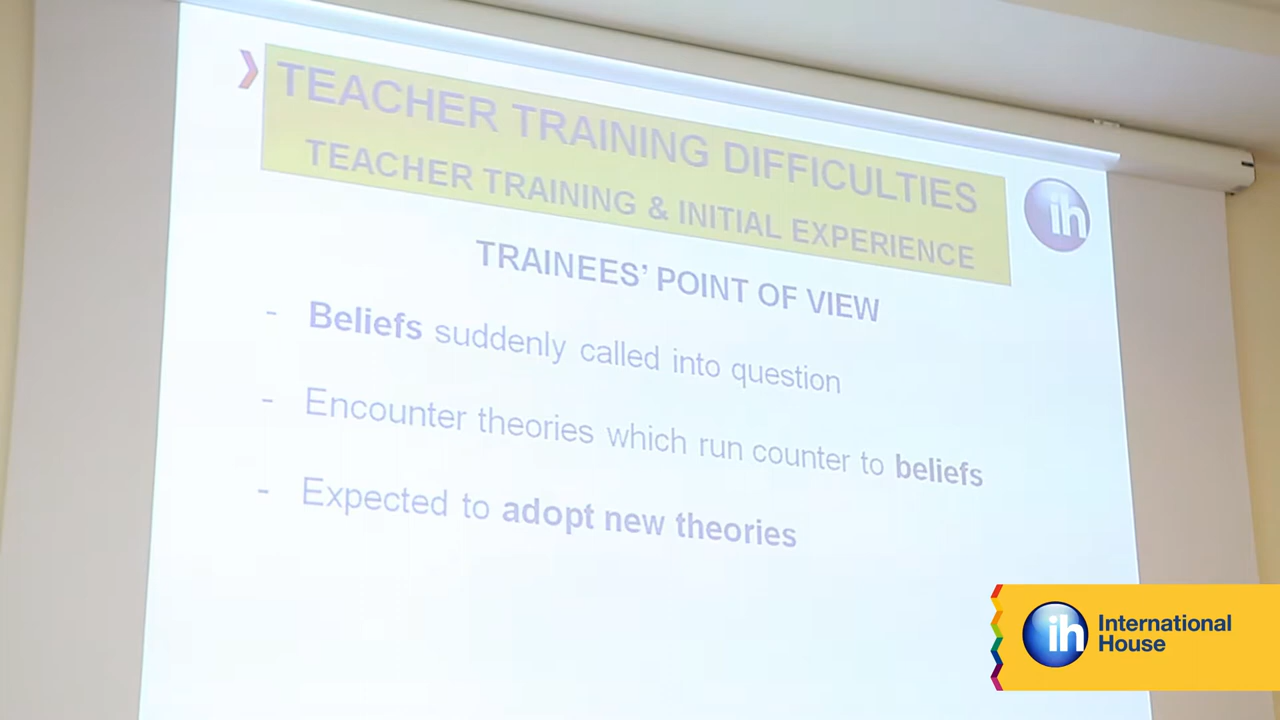 TEACHER TRAINING DIFFICULTIES
TEACHER TRAINING & INITIAL EXPERIENCE
ih
TRAINEES' POINT OF VIEW
- Beliefs suddenly called into question
- Encounter theories which run counter to beliefs
- Expected to adopt new theories
ih International
House